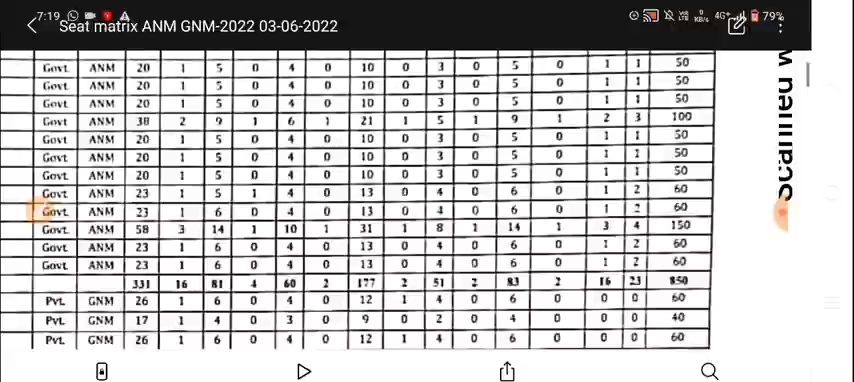 7:19 VoD LTE 9 KB/s 4G+ 79%
Seat matrix ANM GNM-2022 03-06-2022
Govt. ANM 20 1 5 0 4 0 10 0 3 0 5 0 1 1 50
Govt. ANM 20 1 5 0 4 0 10 0 3 0 5 0 1 1 50
Govt. ANM 20 1 5 0 4 0 10 0 3 0 5 0 1 1 50
Govt. ANM 38 2 9 1 6 1 21 1 5 1 9 1 2 3 100
Govt. ANM 20 1 5 0 4 0 10 0 3 0 5 0 1 1 50
Govt. ANM 20 1 5 0 4 0 10 0 3 0 5 0 1 1 50
Govt. ANM 20 1 5 0 4 0 10 0 3 0 5 0 1 1 50
Govt. ANM 23 1 5 1 4 0 13 0 4 0 6 0 1 2 60
Govt. ANM 23 1 6 0 4 0 13 0 4 0 6 0 1 2 60
Govt. ANM 58 3 14 1 10 1 31 1 8 1 14 1 3 4 150
Govt. ANM 23 1 6 0 4 0 13 0 4 0 6 0 1 2 60
Govt. ANM 23 1 6 0 4 0 13 0 4 0 6 0 1 2 60
331 16 81 4 60 2 177 2 51 2 83 2 16 23 850
Pvt. GNM 26 1 6 0 4 0 12 1 4 0 6 0 0 0 60
Pvt. GNM 17 1 4 0 3 0 9 0 2 0 4 0 0 0 40
Pvt. GNM 26 1 6 0 4 0 12 1 4 0 6 0 0 0 60